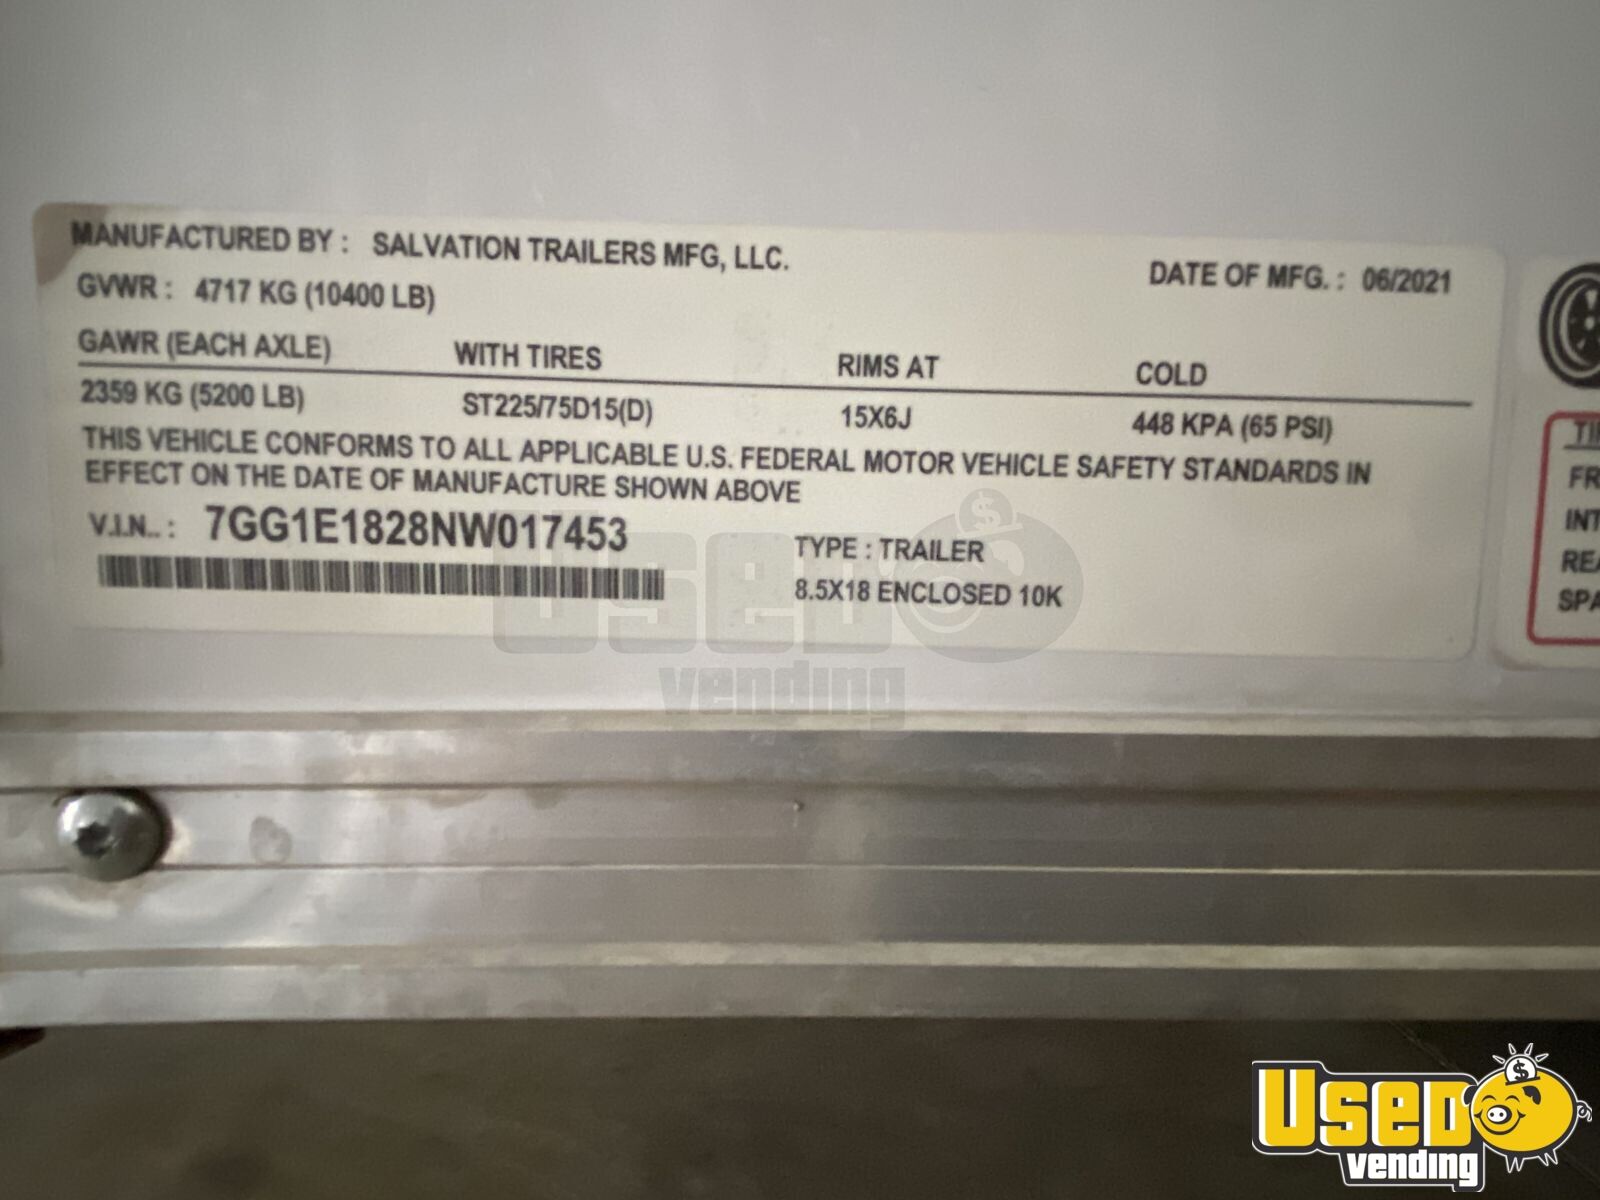 MANUFACTURED BY : SALVATION TRAILERS MFG, LLC.
DATE OF MFG. : 06/2021
GVWR : 4717 KG (10400 LB)
GAWR (EACH AXLE) WITH TIRES RIMS AT COLD
2359 KG (5200 LB) ST225/75D15(D) 15X6J 448 KPA (65 PSI)
THIS VEHICLE CONFORMS TO ALL APPLICABLE U.S. FEDERAL MOTOR VEHICLE SAFETY STANDARDS IN
EFFECT ON THE DATE OF MANUFACTURE SHOWN ABOVE
V.I.N.. : 7GG1E1828NW017453
TYPE : TRAILER
8.5X18 ENCLOSED 10K
USED
vending
$
USED
vending
$